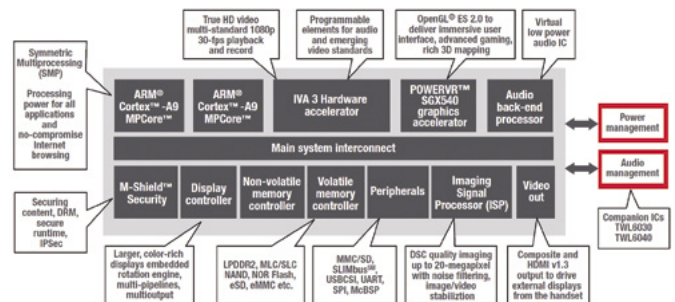 True HD video
multi-standard 1080p
30-fps playback
and record
Programmable
elements for audio
and emerging
video standards
OpenGL® ES 2.0 to
deliver immersive user
interface, advanced gaming,
rich 3D mapping
Virtual
low power
audio IC
Symmetric
Multiprocessing
(SMP)
Processing
power for all
applications
and
no-compromise
Internet
browsing
ARM®
Cortex™ -A9
MPCore™
ARM®
Cortex™ -A9
MPCore™
IVA 3 Hardware
accelerator
POWERVR™
SGX540
graphics
accelerator
Audio
back-end
processor
Main system interconnect
Power
management
Audio
management
Companion ICs
TWL6030
TWL6040
M-Shield™
Security
Display
controller
Non-volatile
memory
controller
Volatile
memory
controller
Peripherals
Imaging
Signal
Processor (ISP)
Video
out
Securing
content, DRM,
secure
runtime,
IPSec
Larger, color-rich
displays embedded
rotation engine,
multi-pipelines,
multioutput
LPDDR2, MLC/SLC
NAND, NOR Flash,
eSD, eMMC etc.
MMC/SD,
SLIMbusSM,
USBCSI, UART,
SPI, McBSP
DSC quality imaging
up to 20-megapixel
with noise filtering,
image/video
stabiliztion
Composite and
HDMI v1.3
output to drive
external displays
from the handset